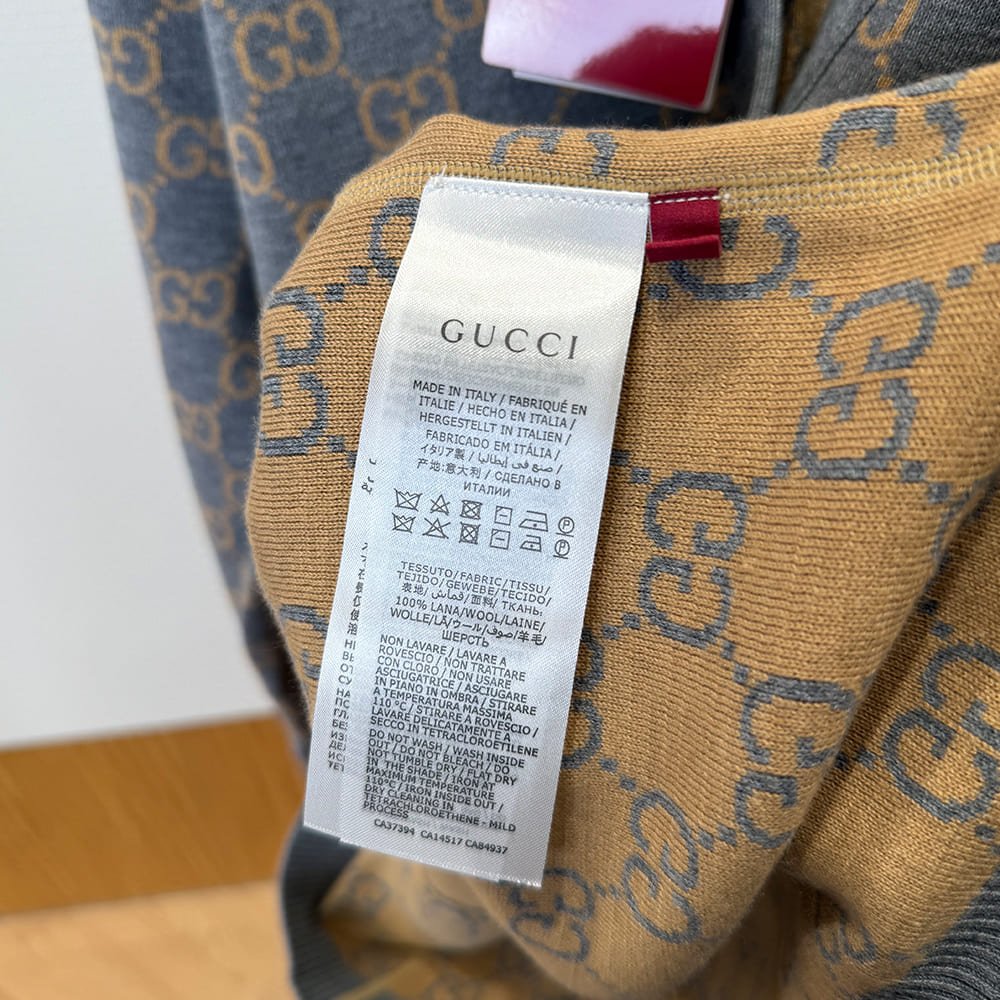 GUCCI
MADE IN ITALY / FABRIQUÉ EN
ITALIE / HECHO EN ITALIA /
HERGESTELLT IN ITALIEN /
FABRICADO EM ITÁLIA /
イタリア製 / صنع في إيطاليا /
产地:意大利 / СДЕЛАНО В
ИТАЛИИ
TESSUTO/FABRIC/TISSU/
TEJIDO/GEWEBE/TECIDO/
表地/قماش/面料/ ТКАНЬ.
100% LANA/WOOL/LAINE/
WOLLE/LÃ/ウール/صوف/羊毛/
ШЕРСТЬ
NON LAVARE / LAVARE A
ROVESCIO / NON TRATTARE
CON CLORO / NON USARE
ASCIUGATRICE / ASCIUGARE
IN PIANO IN OMBRA / STIRARE
A TEMPERATURA MASSIMA
110 °C / STIRARE A ROVESCIO /
LAVARE DELICATAMENTE A
SECCO IN TETRACLOROETILENE
DO NOT WASH / WASH INSIDE
OUT / DO NOT BLEACH / DO
NOT TUMBLE DRY / FLAT DRY
IN THE SHADE / IRON AT
MAXIMUM TEMPERATURE
110°C / IRON INSIDE OUT /
DRY CLEANING IN
TETRACHLOROETHENE - MILD
PROCESS
CA37394 CA14517 CA84937